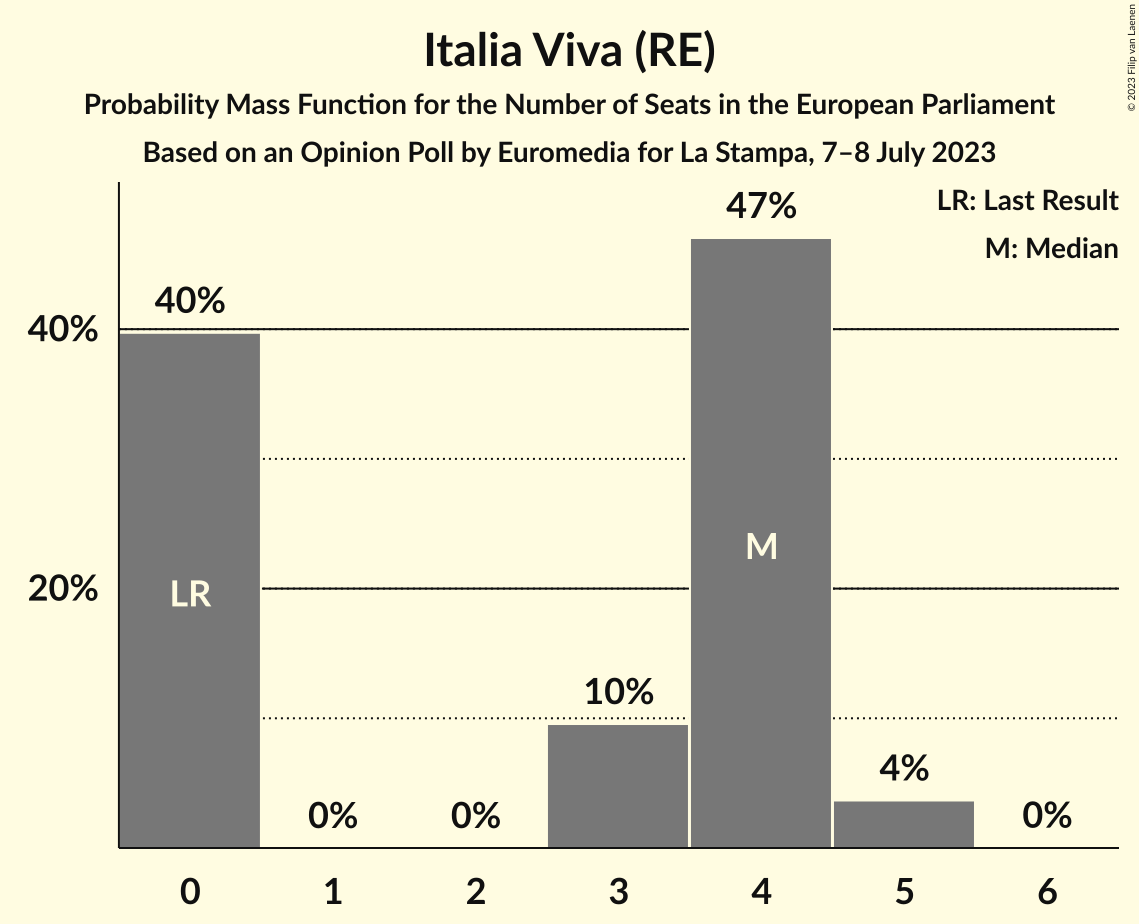 Italia Viva (RE)
Probability Mass Function for the Number of Seats in the European Parliament
Based on an Opinion Poll by Euromedia for La Stampa, 7–8 July 2023
© 2023 Filip van Laenen
LR: Last Result
M: Median
47%
40%
40%
M
20%
LR
10%
4%
0%
0%
0%
0 1 2 3 4 5 6